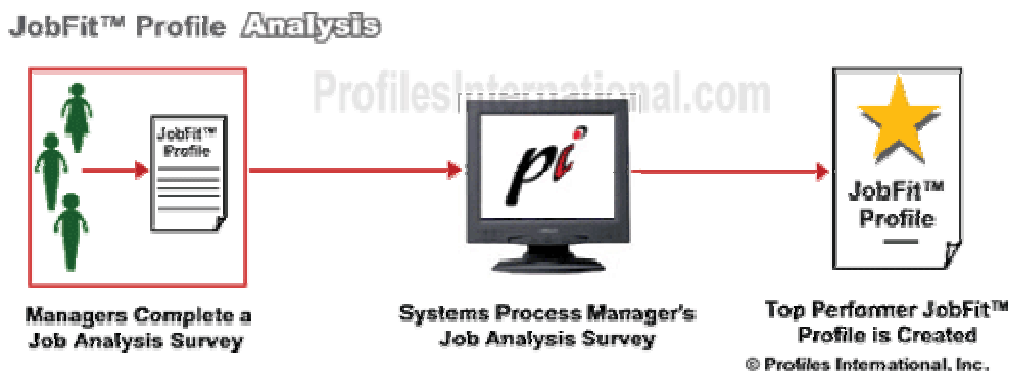 JobFit™ Profile Analysis
ProfilesInternational.com
JobFit™
Profile
pi
JobFit™
Profile
Managers Complete a
Job Analysis Survey
Systems Process Manager's
Job Analysis Survey
Top Performer JobFit™
Profile is Created
© Profiles International, Inc.